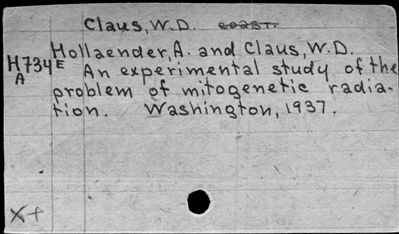 Claus, W.D.
Hollaender, A. and Claus, W.D.
H734E An experimental study of the
A
problem of mitogenetic radia-
tion. Washington, 1937.